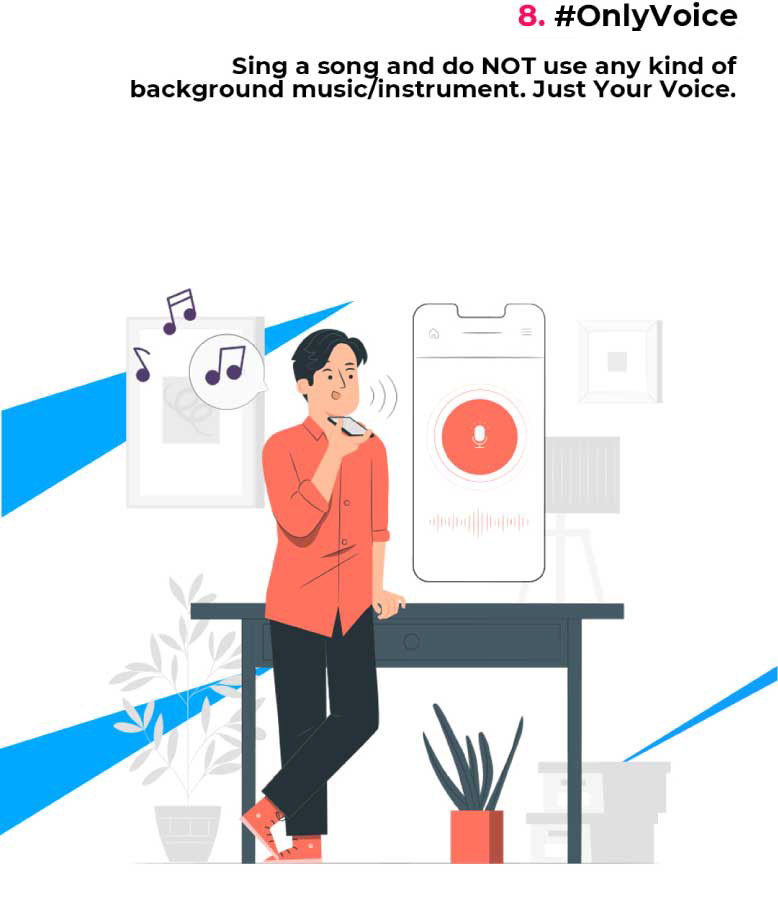 8. #OnlyVoice
Sing a song and do NOT use any kind of
background music/instrument. Just Your Voice.